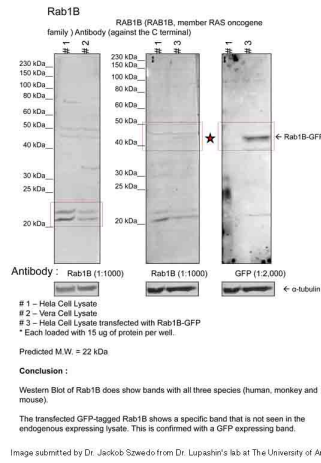 Rab1B
RAB1B (RAB1B, member RAS oncogene
family ) Antibody (against the C terminal)
# 1
# 2
# 1
# 3
# 1
# 3
230 kDa
150 kDa
100 kDa
80 kDa
60 kDa
50 kDa
40 kDa
30 kDa
25 kDa
20 kDa
230 kDa
150 kDa
100 kDa
80 kDa
60 kDa
50 kDa
40 kDa
30 kDa
25 kDa
20 kDa
← Rab1B-GFP
Antibody : Rab1B (1:1000) Rab1B (1:1000) GFP (1:2,000)
← α-tubulin
# 1 – Hela Cell Lysate
# 2 – Vera Cell Lysate
# 3 – Hela Cell Lysate transfected with Rab1B-GFP
* Each loaded with 15 ug of protein per well.
Predicted M.W. = 22 kDa
Conclusion :
Western Blot of Rab1B does show bands with all three species (human, monkey and
mouse).
The transfected GFP-tagged Rab1B shows a specific band that is not seen in the
endogenous expressing lysate. This is confirmed with a GFP expressing band.
Image submitted by Dr. Jackob Szwedo from Dr. Lupashin's lab at The University of Ar